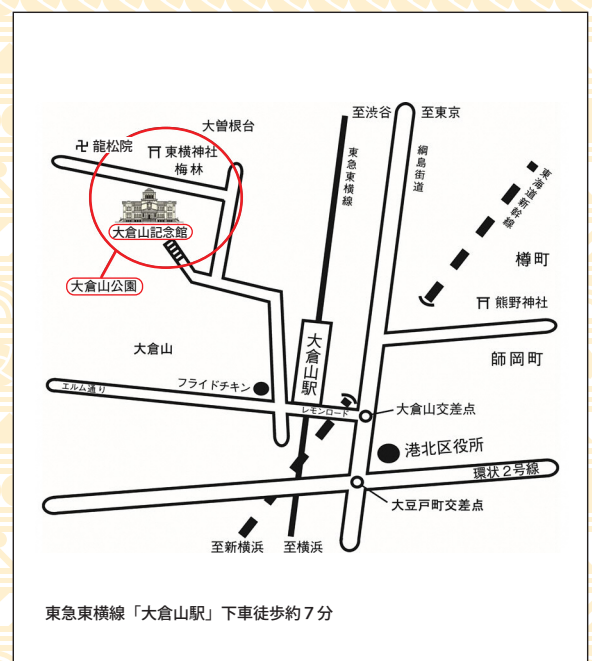 至渋谷
至東京
大曽根台
卍 龍松院
东横神社
梅林
東急東横線
綱島街道
東海道新幹線
大倉山記念館
樽町
大倉山公園
熊野神社
大倉山
大倉山駅
師岡町
フライドチキン
エルム通り
レモンロード
大倉山交差点
港北区役所
環状２号線
大豆戸町交差点
至新横浜
至横浜
東急東横線「大倉山駅」下車徒歩約７分